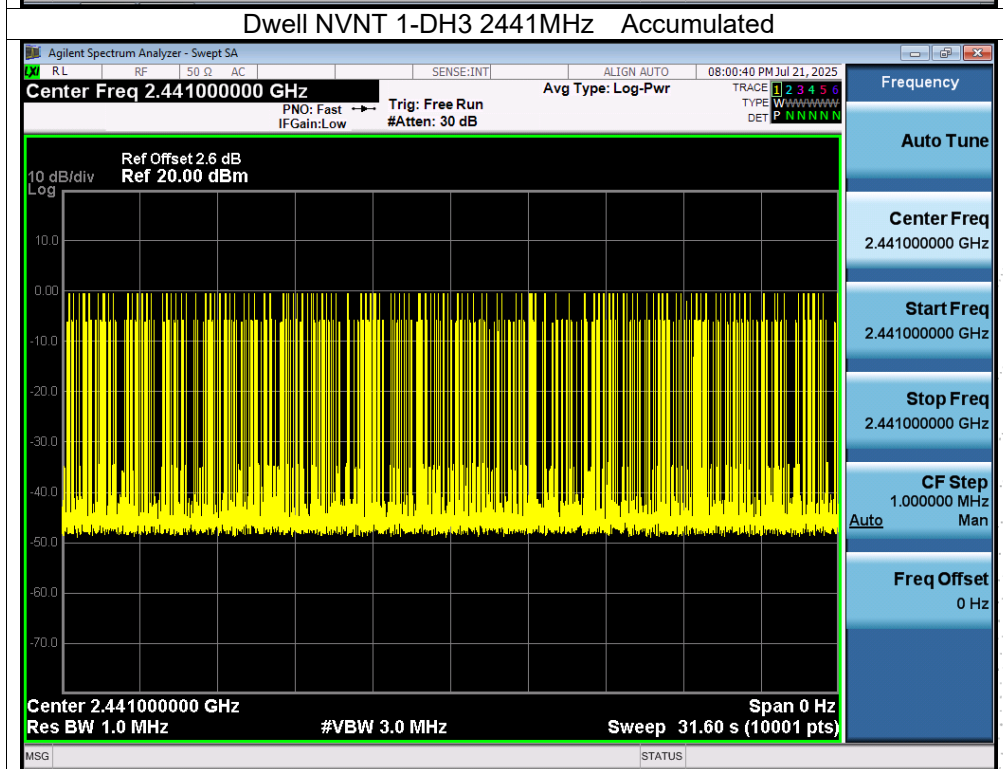 Dwell NVNT 1-DH3 2441MHz Accumulated
Agilent Spectrum Analyzer - Swept SA
LXI RL RF 50 Ω AC SENSE:INT ALIGN AUTO 08:00:40 PM Jul 21, 2025
Center Freq 2.441000000 GHz
PNO: Fast
IFGain:Low
Trig: Free Run
#Atten: 30 dB
Avg Type: Log-Pwr
TRACE 1 2 3 4 5 6
TYPE WWWWWW
DET P N N N N N
Ref Offset 2.6 dB
10 dB/div Ref 20.00 dBm
Log
10.0
0.00
-10.0
-20.0
-30.0
-40.0
-50.0
-60.0
-70.0
Center 2.441000000 GHz Span 0 Hz
Res BW 1.0 MHz #VBW 3.0 MHz Sweep 31.60 s (10001 pts)
MSG STATUS
Frequency
Auto Tune
Center Freq
2.441000000 GHz
Start Freq
2.441000000 GHz
Stop Freq
2.441000000 GHz
CF Step
1.000000 MHz
Auto Man
Freq Offset
0 Hz